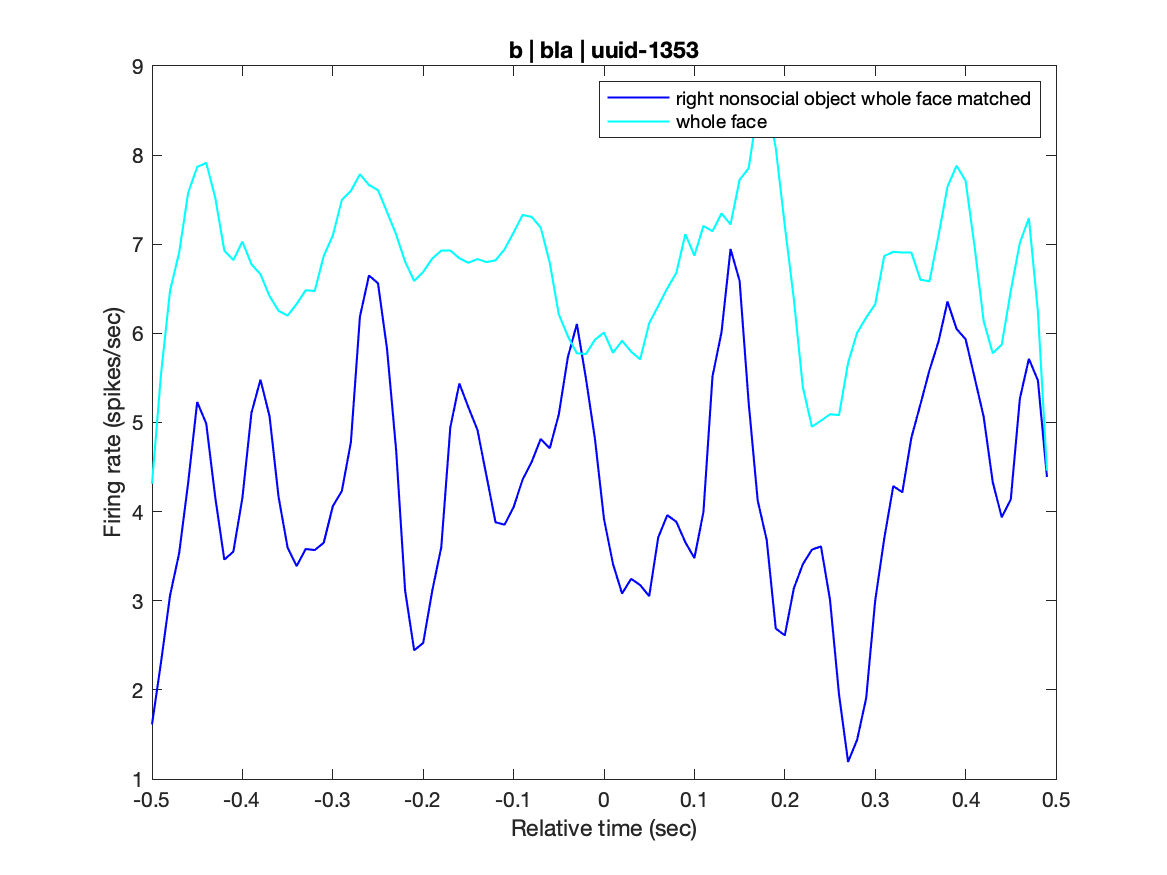 b | bla | uuid-1353
right nonsocial object whole face matched
whole face
Firing rate (spikes/sec)
9
8
7
6
5
4
3
2
1
-0.5 -0.4 -0.3 -0.2 -0.1 0 0.1 0.2 0.3 0.4 0.5
Relative time (sec)